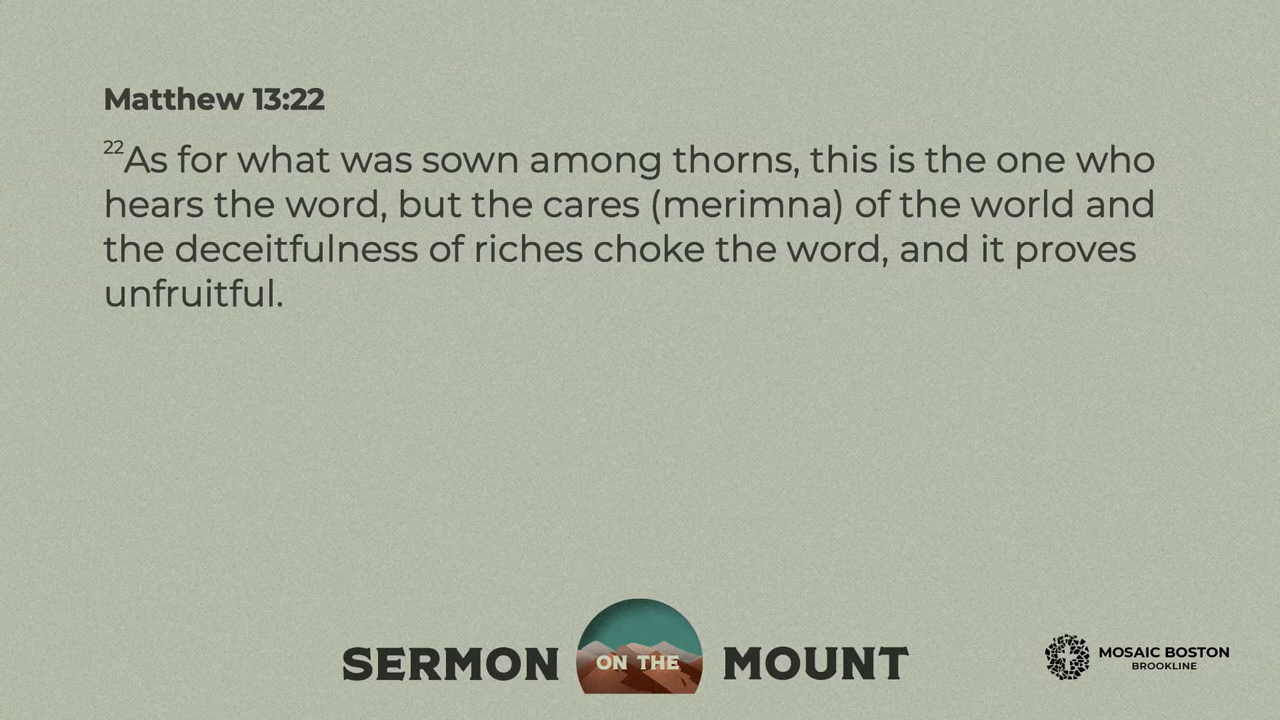 Matthew 13:22
22As for what was sown among thorns, this is the one who
hears the word, but the cares (merimna) of the world and
the deceitfulness of riches choke the word, and it proves
unfruitful.
SERMON ON THE MOUNT
MOSAIC BOSTON
BROOKLINE